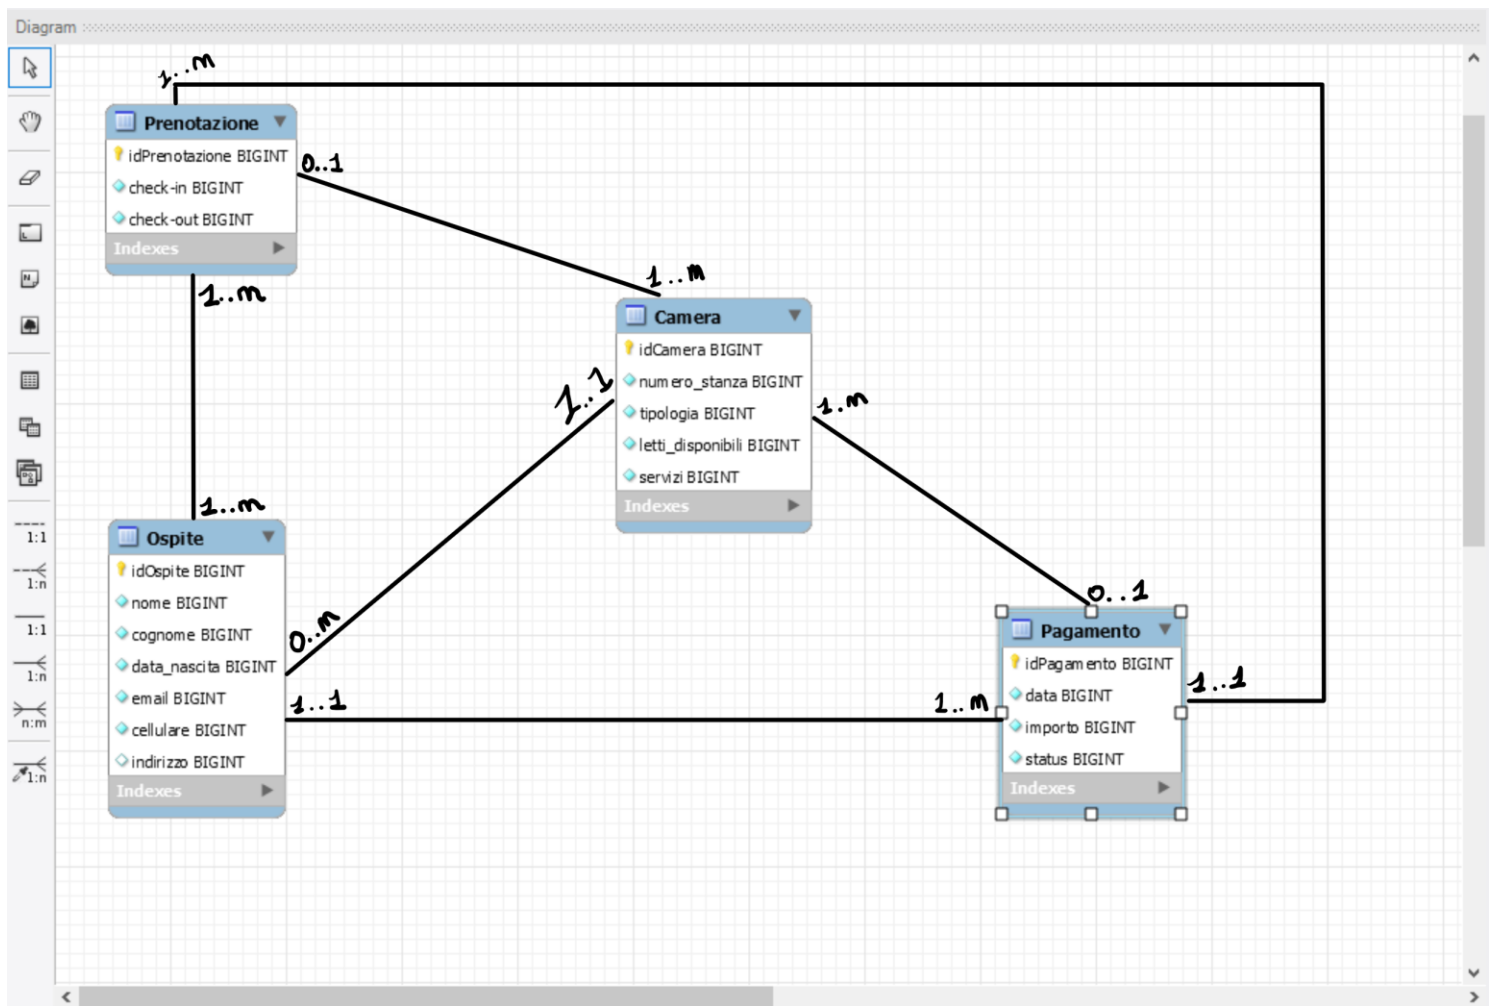 Diagram
1..m
Prenotazione
idPrenotazione BIGINT
check-in BIGINT
check-out BIGINT
Indexes
0..1
1..m
1..m
Camera
idCamera BIGINT
numero_stanza BIGINT
tipologia BIGINT
letti_disponibili BIGINT
servizi BIGINT
Indexes
1..1
1.m
1..m
Ospite
idOspite BIGINT
nome BIGINT
cognome BIGINT
data_nascita BIGINT
email BIGINT
cellulare BIGINT
indirizzo BIGINT
Indexes
0..m
1..1
1..m
0..1
Pagamento
idPagamento BIGINT
data BIGINT
importo BIGINT
status BIGINT
Indexes
1..1
1:1
1:n
1:1
1:n
n:m
1:n